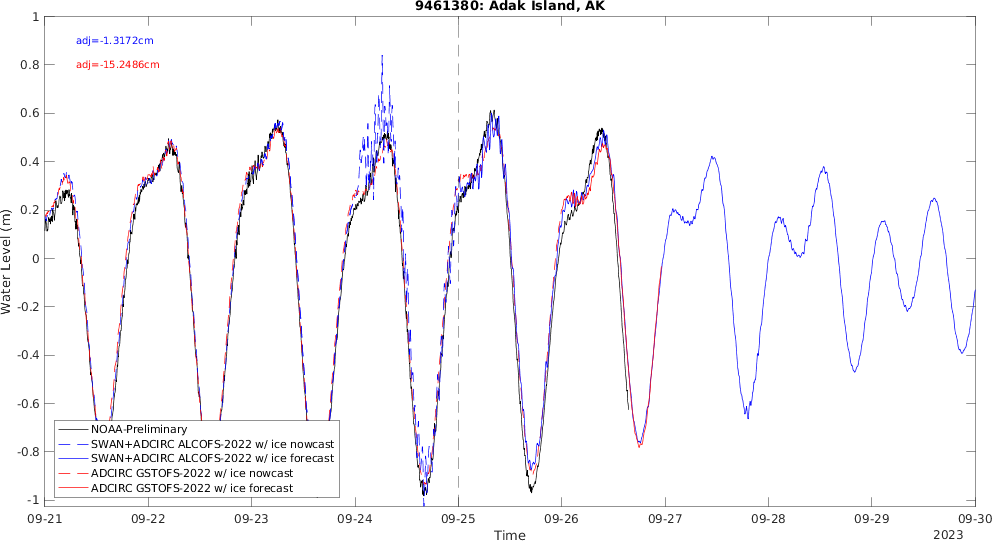 9461380: Adak Island, AK
adj=-1.3172cm
adj=-15.2486cm
Water Level (m)
1
0.8
0.6
0.4
0.2
0
-0.2
-0.4
-0.6
-0.8
-1
NOAA-Preliminary
SWAN+ADCIRC ALCOFS-2022 w/ ice nowcast
SWAN+ADCIRC ALCOFS-2022 w/ ice forecast
ADCIRC GSTOFS-2022 w/ ice nowcast
ADCIRC GSTOFS-2022 w/ ice forecast
09-21 09-22 09-23 09-24 09-25 09-26 09-27 09-28 09-29 09-30
Time
2023